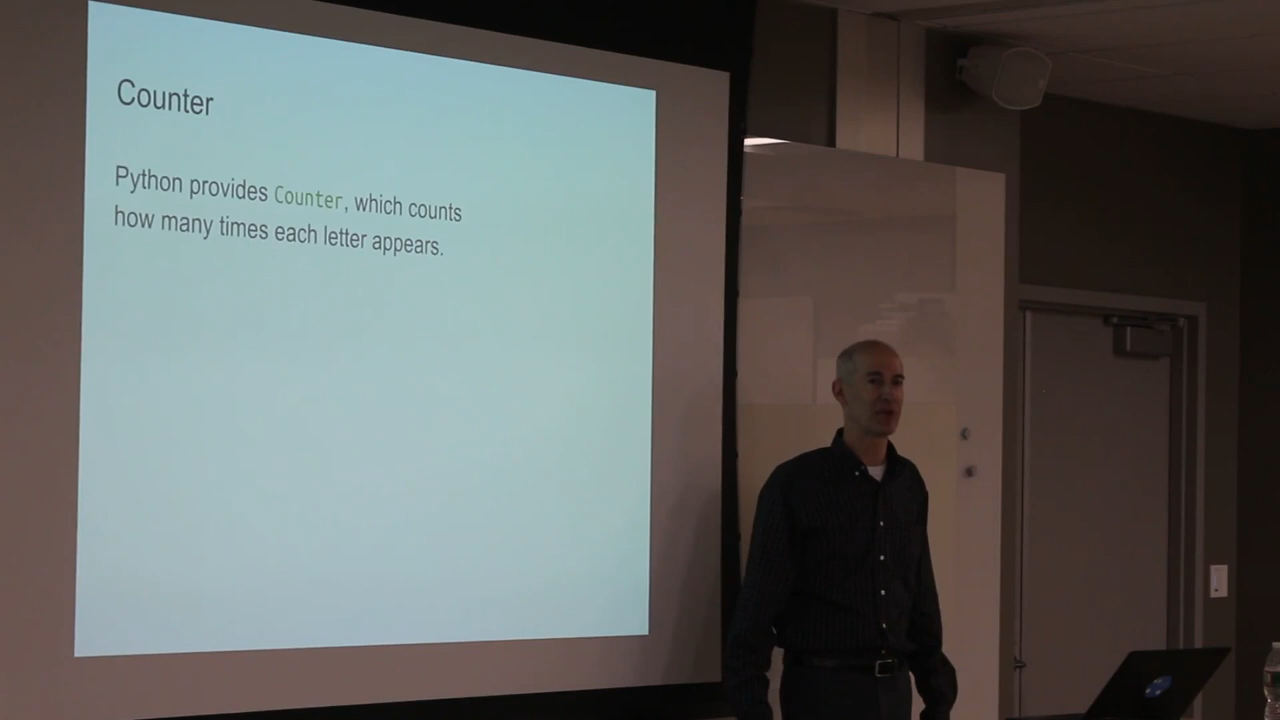 Counter
Python provides Counter, which counts
how many times each letter appears.